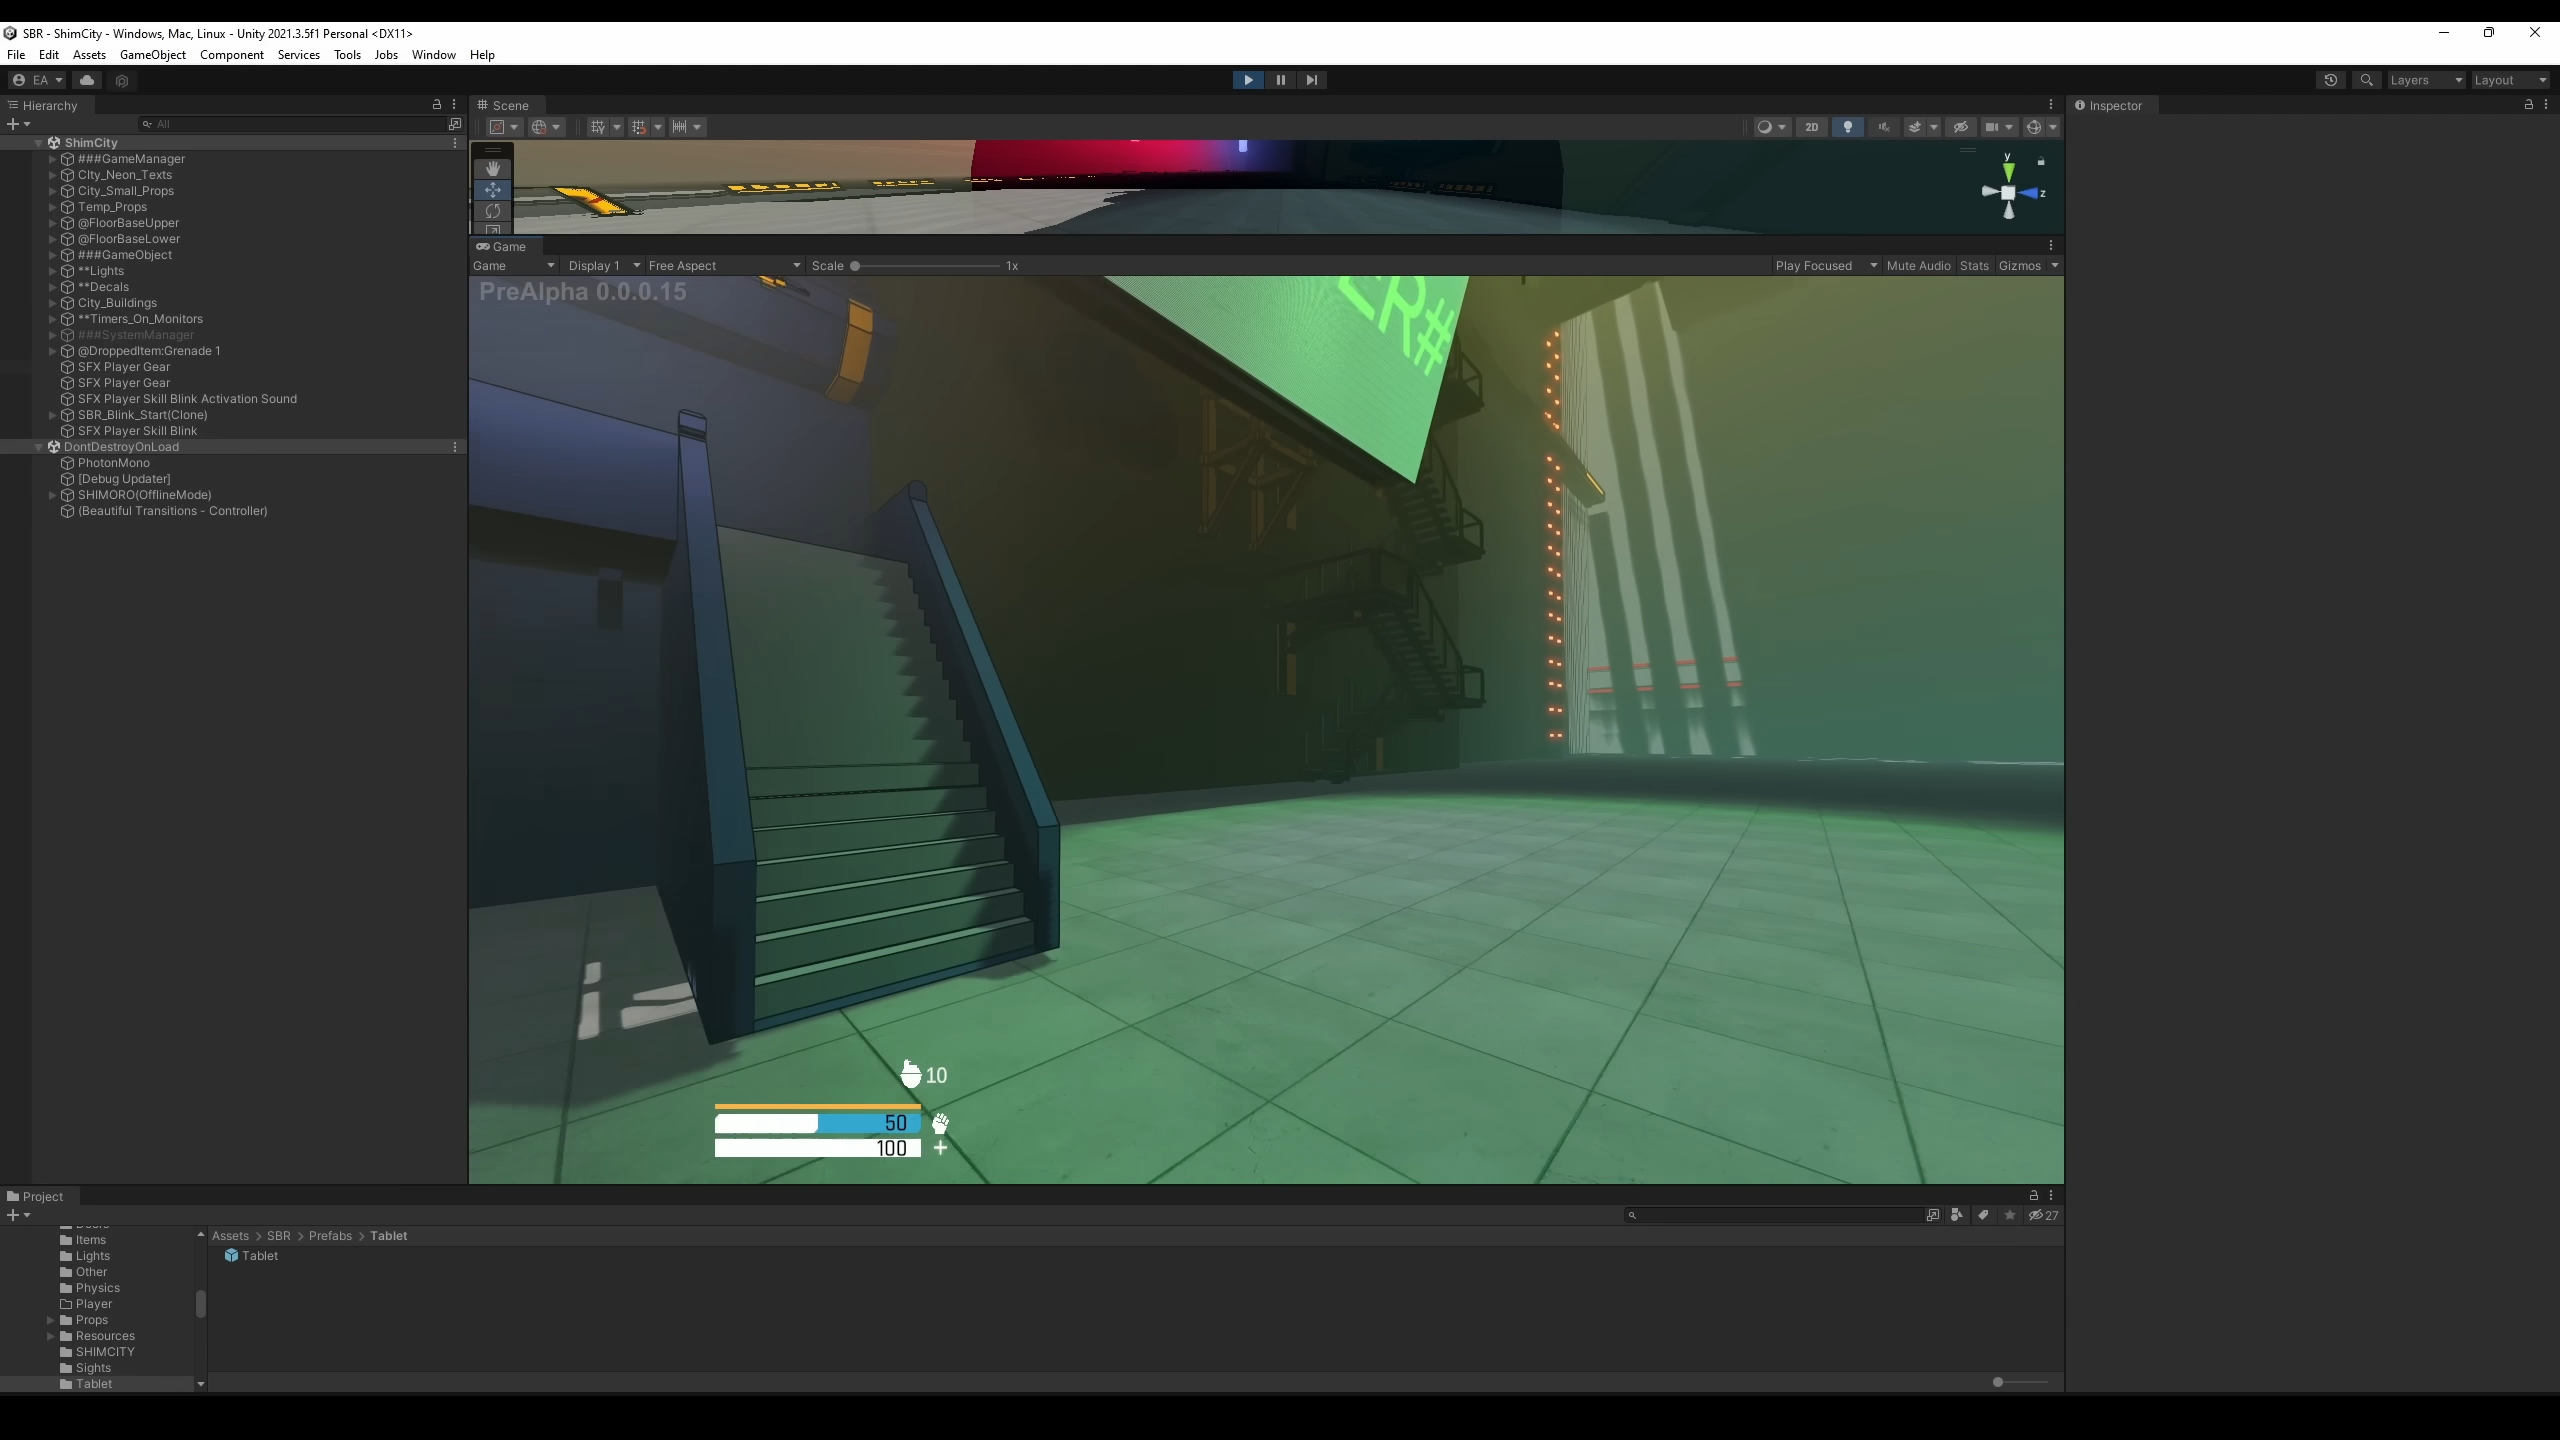 SBR - ShimCity - Windows, Mac, Linux - Unity 2021.3.5f1 Personal <DX11>
File Edit Assets GameObject Component Services Tools Jobs Window Help
EA
Layers Layout
Hierarchy
All
ShimCity
###GameManager
CIty_Neon_Texts
City_Small_Props
Temp_Props
@FloorBaseUpper
@FloorBaseLower
###GameObject
**Lights
**Decals
City_Buildings
**Timers_On_Monitors
###SystemManager
@DroppedItem:Grenade 1
SFX Player Gear
SFX Player Gear
SFX Player Skill Blink Activation Sound
SBR_Blink_Start(Clone)
SFX Player Skill Blink
DontDestroyOnLoad
PhotonMono
[Debug Updater]
SHIMORO(OfflineMode)
(Beautiful Transitions - Controller)
Scene
2D
y
z
Game
Game Display 1 Free Aspect Scale 1x Play Focused Mute Audio Stats Gizmos
PreAlpha 0.0.0.15
ER#
10
50
100
Inspector
Project
27
Items
Lights
Other
Physics
Player
Props
Resources
SHIMCITY
Sights
Tablet
Assets > SBR > Prefabs > Tablet
Tablet